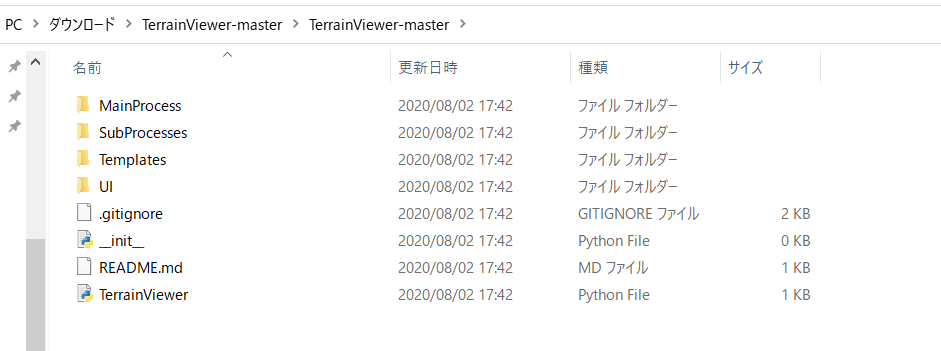 PC > ダウンロード > TerrainViewer-master > TerrainViewer-master >
名前 更新日時 種類 サイズ
MainProcess 2020/08/02 17:42 ファイル フォルダー
SubProcesses 2020/08/02 17:42 ファイル フォルダー
Templates 2020/08/02 17:42 ファイル フォルダー
UI 2020/08/02 17:42 ファイル フォルダー
.gitignore 2020/08/02 17:42 GITIGNORE ファイル 2 KB
__init__ 2020/08/02 17:42 Python File 0 KB
README.md 2020/08/02 17:42 MD ファイル 1 KB
TerrainViewer 2020/08/02 17:42 Python File 1 KB